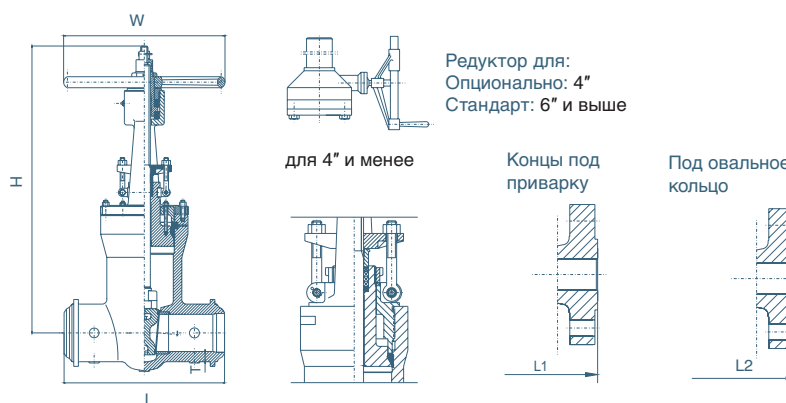 W
H
L
T
Редуктор для:
Опционально: 4″
Стандарт: 6″ и выше
для 4″ и менее
Концы под
приварку
L1
Под овальное
кольцо
L2